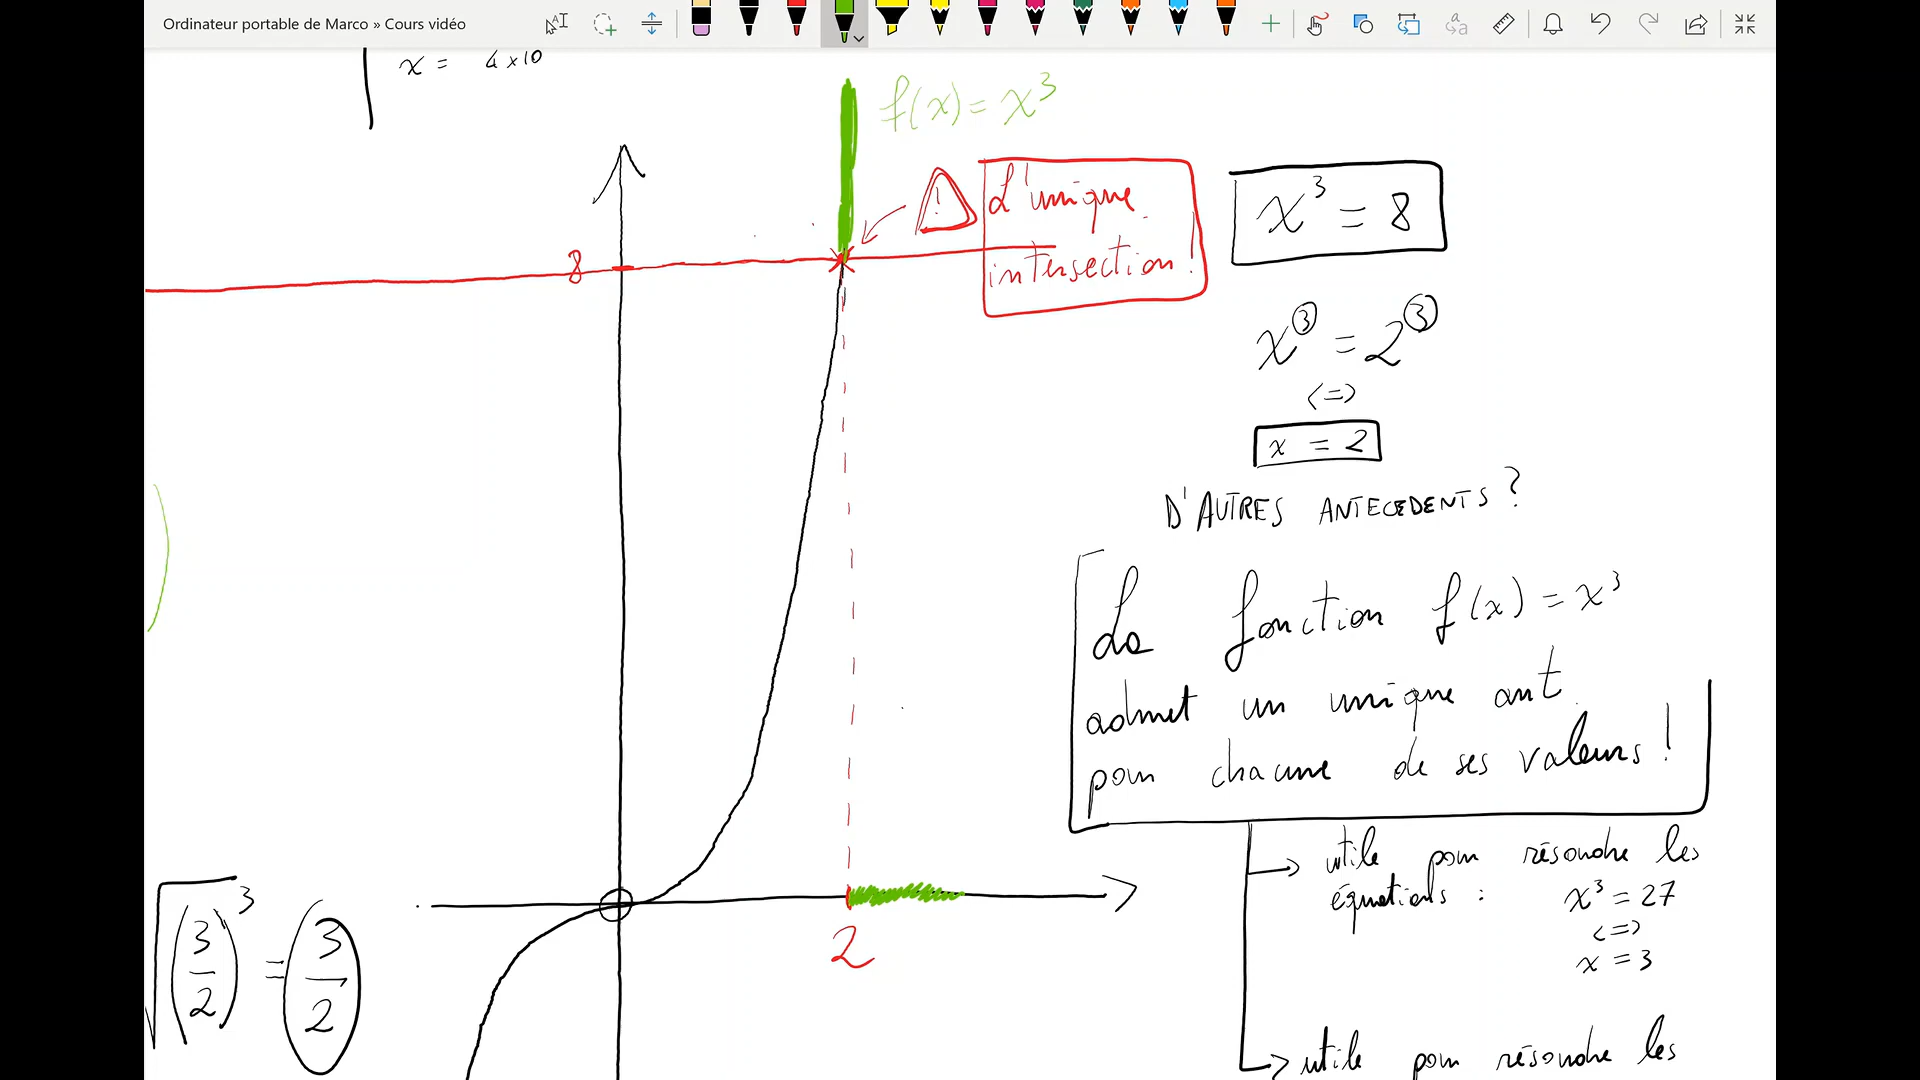 Ordinateur portable de Marco » Cours vidéo
x = 4 x 10
f(x) = x³
8
!
L'unique
intersection !
x³ = 8
x³ = 2³
<=>
x = 2
D'AUTRES ANTECEDENTS ?
La fonction f(x) = x³
admet un unique ant.
pour chacune de ses valeurs !
2
utile pour résoudre les
équations : x³ = 27
<=>
x = 3
√(3/2)³ = (3/2)
utile pour résoudre les